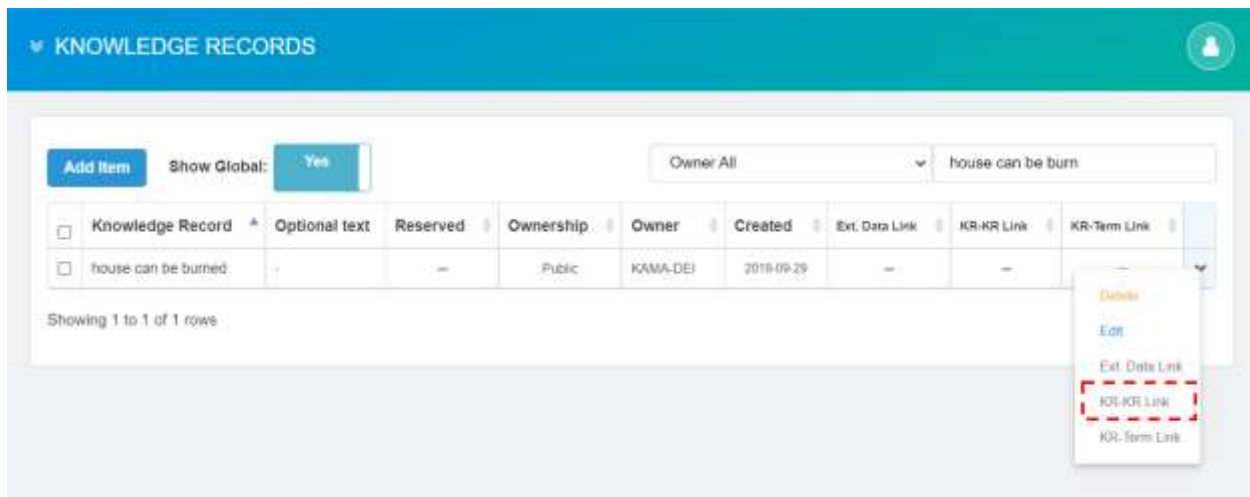 KNOWLEDGE RECORDS
Add Item Show Global: Yes Owner All house can be burn
Knowledge Record Optional text Reserved Ownership Owner Created Ext. Data Link KR-KR Link KR-Term Link
house can be burned - — Public KAMA-DEI 2018-09-29 — — —
Showing 1 to 1 of 1 rows
Delete
Edit
Ext. Data Link
KR-KR Link
KR-Term Link